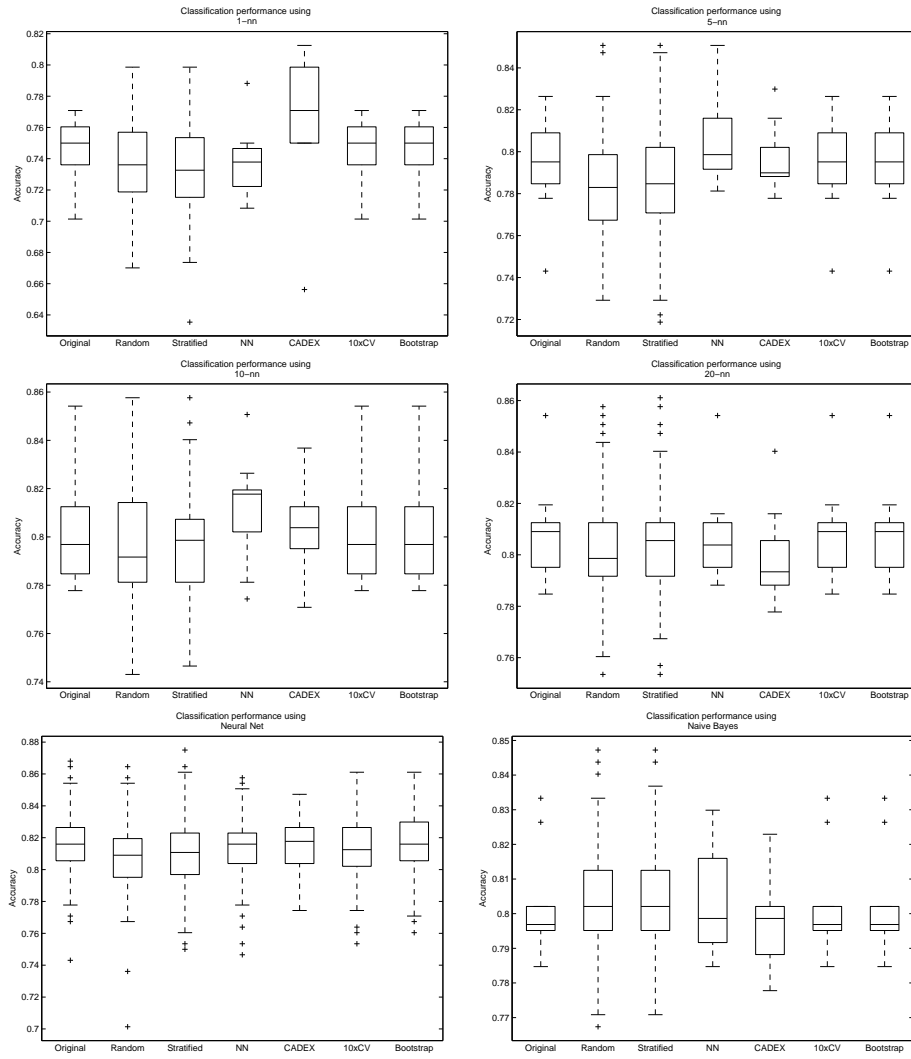 Classification performance using
1−nn
0.82
0.8
0.78
0.76
0.74
0.72
0.7
0.68
0.66
0.64
Accuracy
Original Random Stratified NN CADEX 10xCV Bootstrap
Classification performance using
5−nn
0.84
0.82
0.8
0.78
0.76
0.74
0.72
Accuracy
Original Random Stratified NN CADEX 10xCV Bootstrap
Classification performance using
10−nn
0.86
0.84
0.82
0.8
0.78
0.76
0.74
Accuracy
Original Random Stratified NN CADEX 10xCV Bootstrap
Classification performance using
20−nn
0.86
0.84
0.82
0.8
0.78
0.76
Accuracy
Original Random Stratified NN CADEX 10xCV Bootstrap
Classification performance using
Neural Net
0.88
0.86
0.84
0.82
0.8
0.78
0.76
0.74
0.72
0.7
Accuracy
Original Random Stratified NN CADEX 10xCV Bootstrap
Classification performance using
Naive Bayes
0.85
0.84
0.83
0.82
0.81
0.8
0.79
0.78
0.77
Accuracy
Original Random Stratified NN CADEX 10xCV Bootstrap